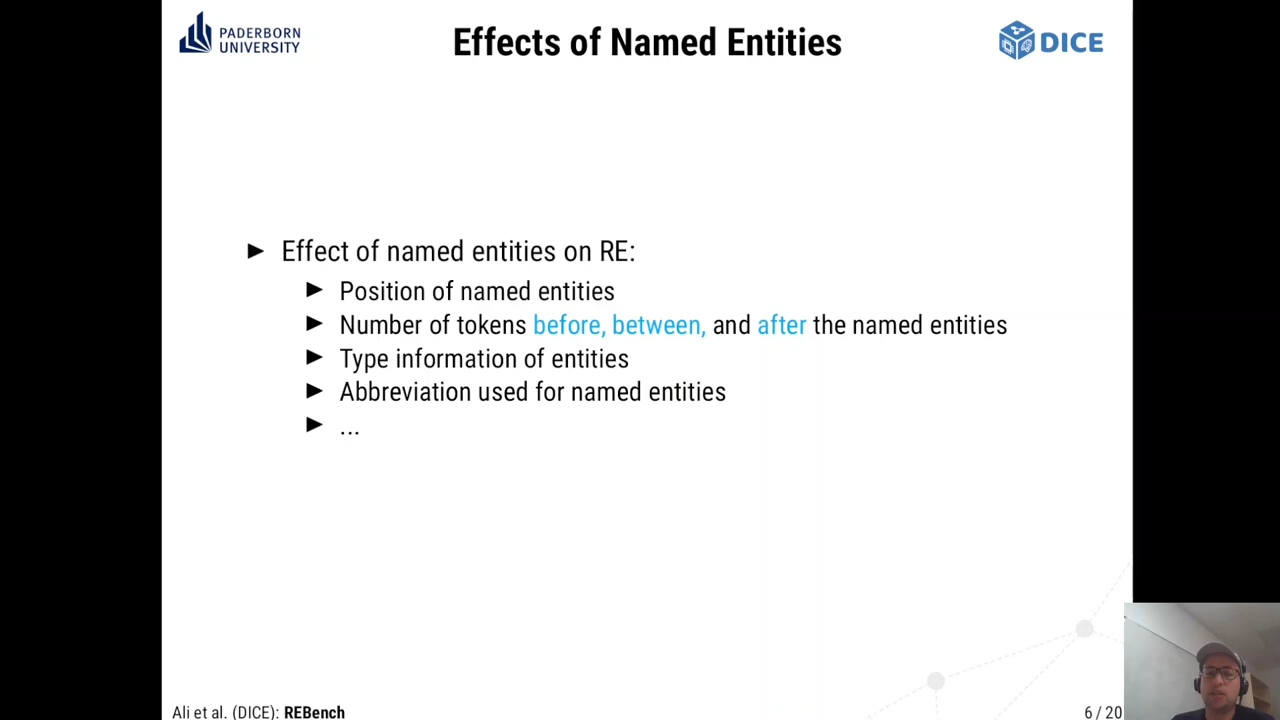 PADERBORN
UNIVERSITY
Effects of Named Entities
DICE
Effect of named entities on RE:
Position of named entities
Number of tokens before, between, and after the named entities
Type information of entities
Abbreviation used for named entities
...
Ali et al. (DICE): REBench
6 / 20